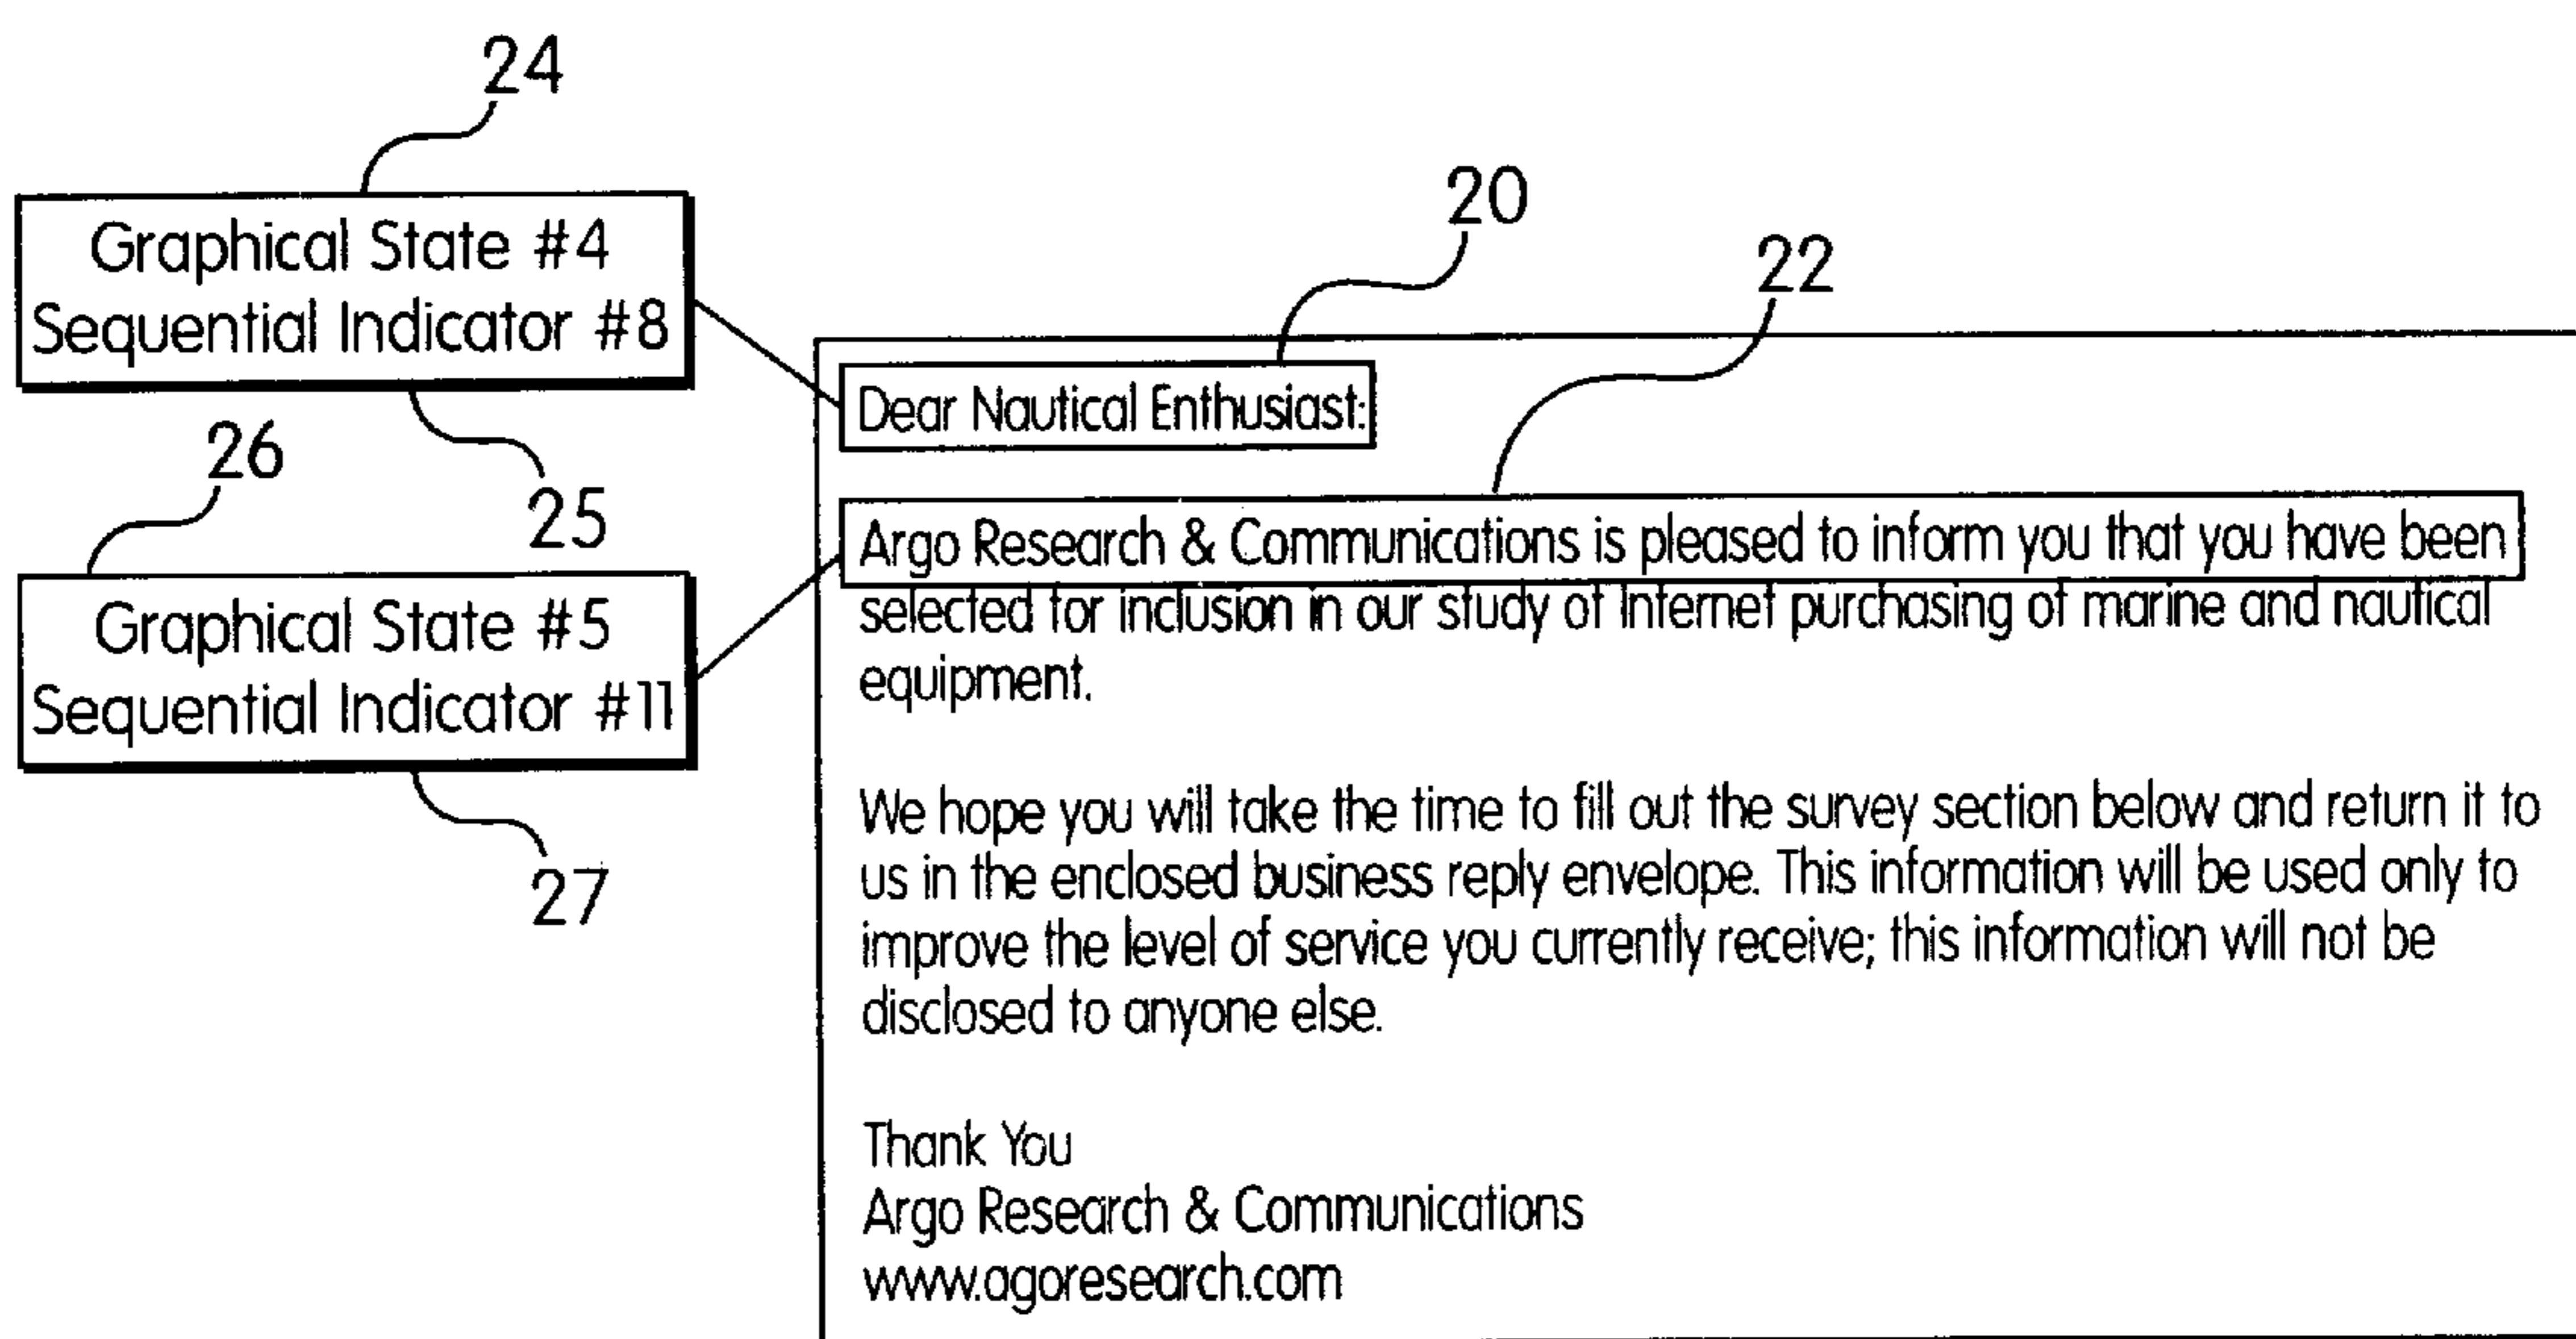 24
Graphical State #4
Sequential Indicator #8
25
26
Graphical State #5
Sequential Indicator #11
27
20
22
Dear Nautical Enthusiast:
Argo Research & Communications is pleased to inform you that you have been
selected for inclusion in our study of Internet purchasing of marine and nautical
equipment.
We hope you will take the time to fill out the survey section below and return it to
us in the enclosed business reply envelope. This information will be used only to
improve the level of service you currently receive; this information will not be
disclosed to anyone else.
Thank You
Argo Research & Communications
www.agoresearch.com